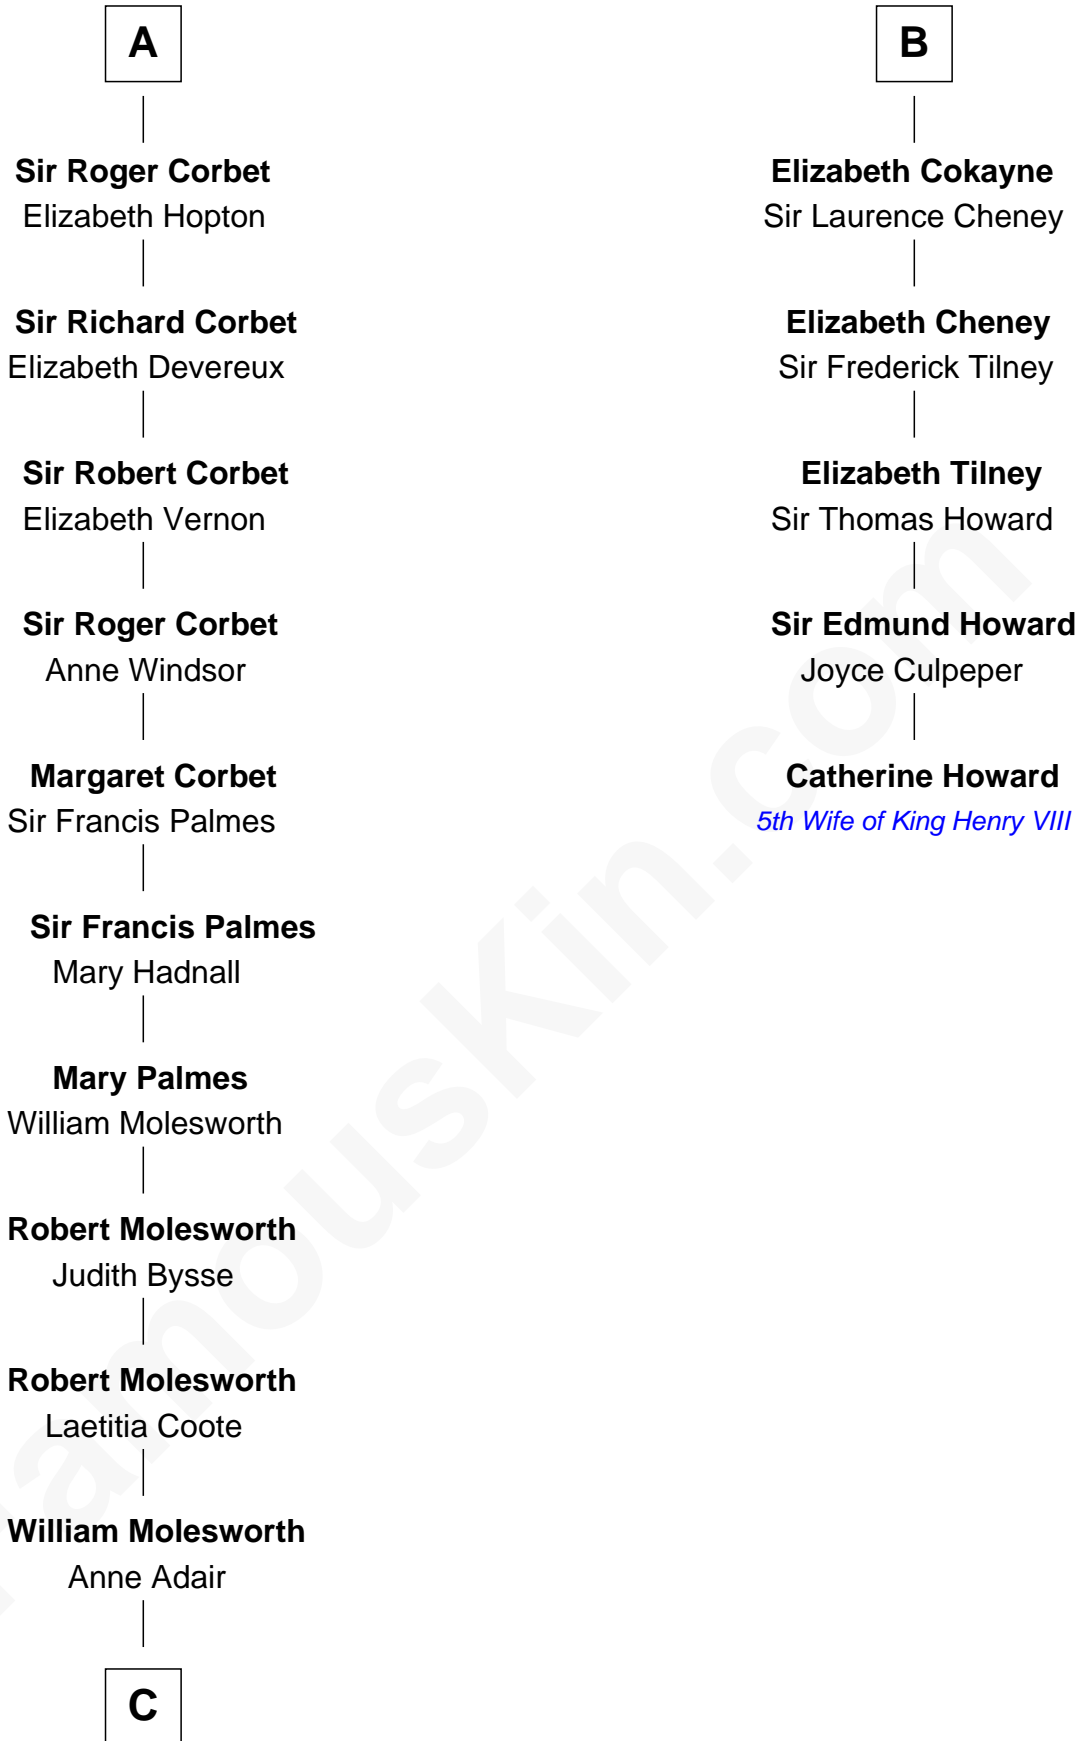 A
Sir Roger Corbet
Elizabeth Hopton
Sir Richard Corbet
Elizabeth Devereux
Sir Robert Corbet
Elizabeth Vernon
Sir Roger Corbet
Anne Windsor
Margaret Corbet
Sir Francis Palmes
Sir Francis Palmes
Mary Hadnall
Mary Palmes
William Molesworth
Robert Molesworth
Judith Bysse
Robert Molesworth
Laetitia Coote
William Molesworth
Anne Adair
C
B
Elizabeth Cokayne
Sir Laurence Cheney
Elizabeth Cheney
Sir Frederick Tilney
Elizabeth Tilney
Sir Thomas Howard
Sir Edmund Howard
Joyce Culpeper
Catherine Howard
5th Wife of King Henry VIII
FamousKin.com